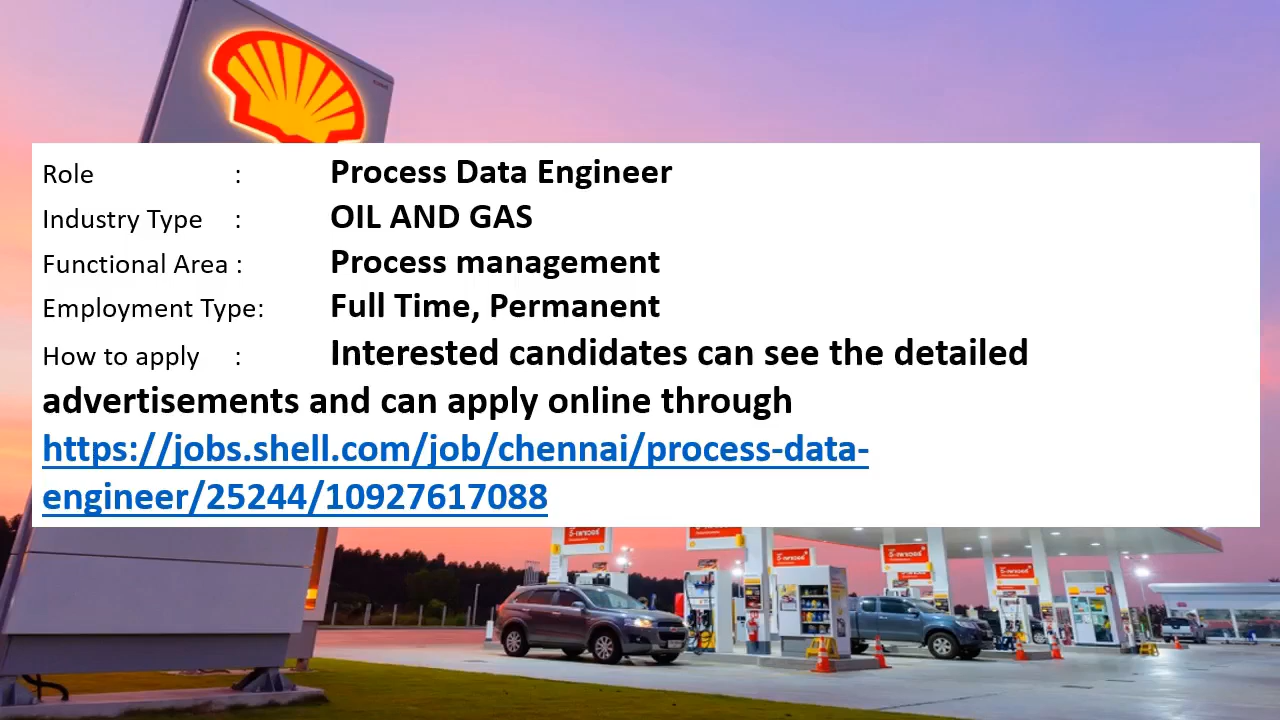 Role : Process Data Engineer
Industry Type : OIL AND GAS
Functional Area : Process management
Employment Type: Full Time, Permanent
How to apply : Interested candidates can see the detailed
advertisements and can apply online through
https://jobs.shell.com/job/chennai/process-data-
engineer/25244/10927617088